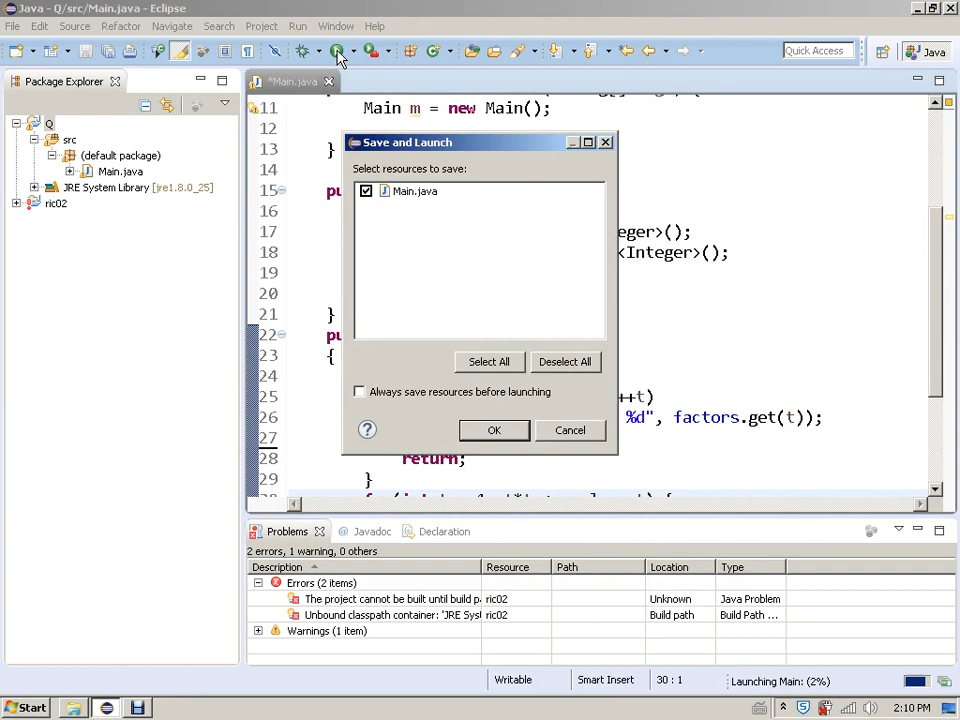 Java - Q/src/Main.java - Eclipse
File Edit Source Refactor Navigate Search Project Run Window Help
Quick Access Java
Package Explorer
*Main.java
Q
src
(default package)
Main.java
JRE System Library [jre1.8.0_25]
ric02
11 Main m = new Main();
12
13 }
14
15 pu
16
17 eger>();
18 <Integer>();
19
20
21 }
22 pu
23 {
24
25 ++t)
26 %d", factors.get(t));
27
28 return;
29 }
Save and Launch
Select resources to save:
Main.java
Select All Deselect All
Always save resources before launching
OK Cancel
Problems @ Javadoc Declaration
2 errors, 1 warning, 0 others
Description Resource Path Location Type
Errors (2 items)
The project cannot be built until build pa ric02 Unknown Java Problem
Unbound classpath container: 'JRE Sys ric02 Build path Build Path ...
Warnings (1 item)
Writable Smart Insert 30 : 1 Launching Main: (2%)
Start 2:10 PM